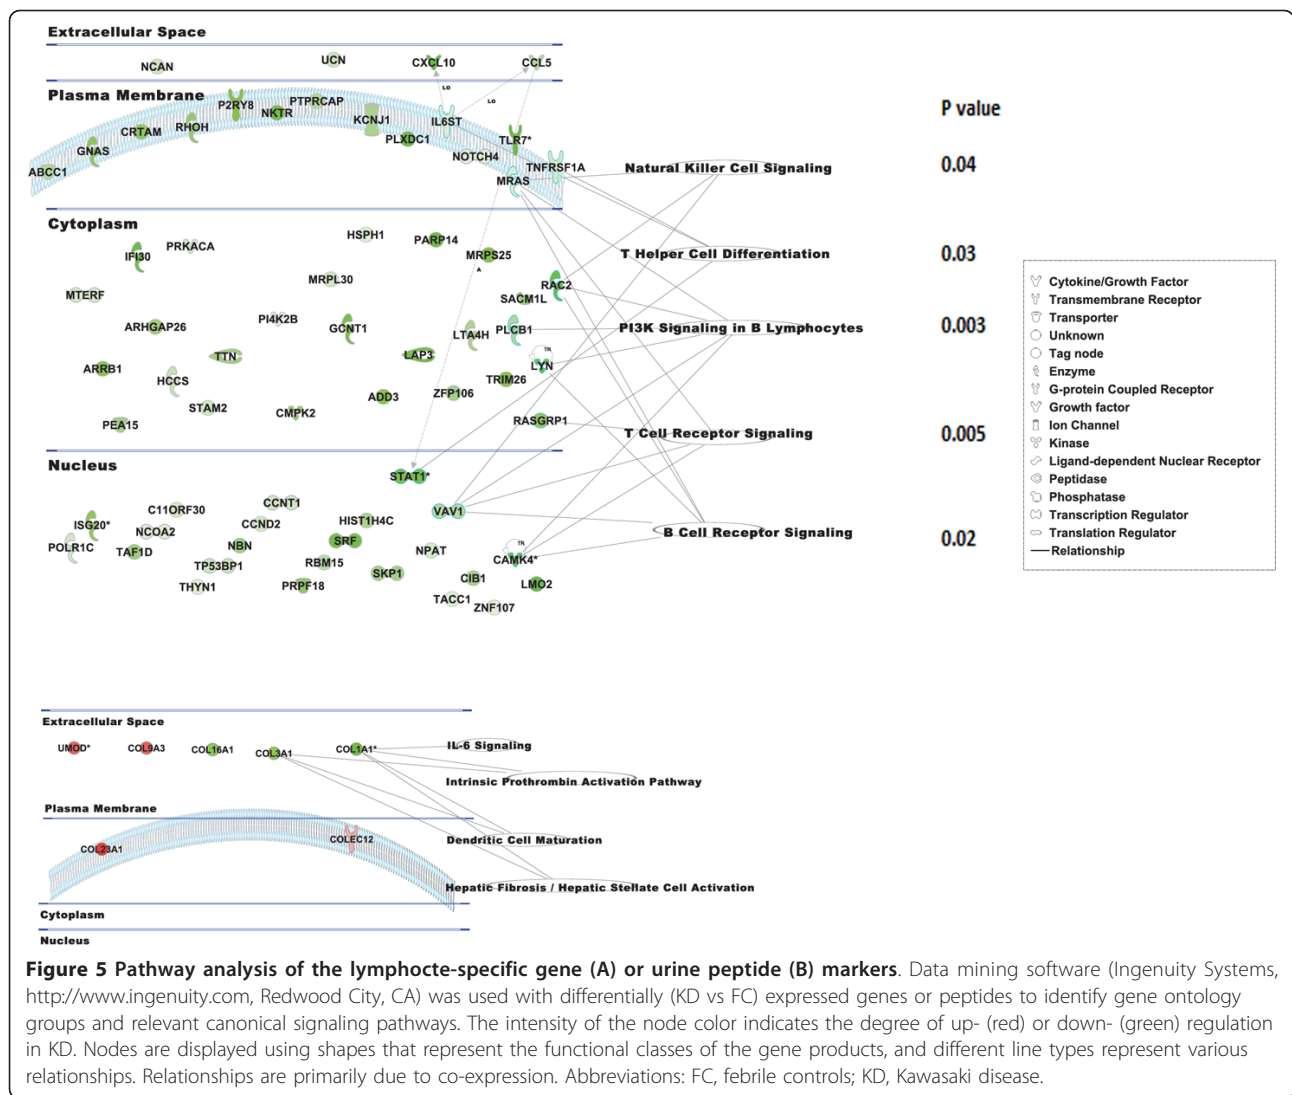 Extracellular Space
NCAN
UCN
CXCL10
CCL5
LO
LO
A
Plasma Membrane
P2RY8
PTPRCAP
NKTR
KCNJ1
IL6ST
CRTAM
RHOH
PLXDC1
TLR7*
GNAS
NOTCH4
TNFRSF1A
ABCC1
MRAS
Cytoplasm
HSPH1
PARP14
PRKACA
IFI30
MRPS25
A
MRPL30
RAC2
MTERF
SACM1L
PI4K2B
ARHGAP26
GCNT1
LTA4H
PLCB1
TTN
LAP3
TR
LYN
ARRB1
HCCS
TRIM26
ADD3
ZFP106
STAM2
CMPK2
PEA15
RASGRP1
Nucleus
STAT1*
CCNT1
C11ORF30
VAV1
ISG20*
NCOA2
CCND2
HIST1H4C
POLR1C
TAF1D
NBN
SRF
NPAT
TR
CAMK4*
TP53BP1
RBM15
SKP1
CIB1
LMO2
THYN1
PRPF18
TACC1
ZNF107
P value
Natural Killer Cell Signaling
0.04
T Helper Cell Differentiation
0.03
PI3K Signaling in B Lymphocytes
0.003
T Cell Receptor Signaling
0.005
B Cell Receptor Signaling
0.02
Cytokine/Growth Factor
Transmembrane Receptor
Transporter
Unknown
Tag node
Enzyme
G-protein Coupled Receptor
Growth factor
Ion Channel
Kinase
Ligand-dependent Nuclear Receptor
Peptidase
Phosphatase
Transcription Regulator
Translation Regulator
Relationship
Extracellular Space
UMOD*
COL9A3
COL16A1
COL3A1
COL1A1*
IL-6 Signaling
Intrinsic Prothrombin Activation Pathway
Plasma Membrane
COL23A1
COLEC12
Dendritic Cell Maturation
Hepatic Fibrosis / Hepatic Stellate Cell Activation
Cytoplasm
Nucleus
Figure 5 Pathway analysis of the lymphocte-specific gene (A) or urine peptide (B) markers. Data mining software (Ingenuity Systems,
http://www.ingenuity.com, Redwood City, CA) was used with differentially (KD vs FC) expressed genes or peptides to identify gene ontology
groups and relevant canonical signaling pathways. The intensity of the node color indicates the degree of up- (red) or down- (green) regulation
in KD. Nodes are displayed using shapes that represent the functional classes of the gene products, and different line types represent various
relationships. Relationships are primarily due to co-expression. Abbreviations: FC, febrile controls; KD, Kawasaki disease.